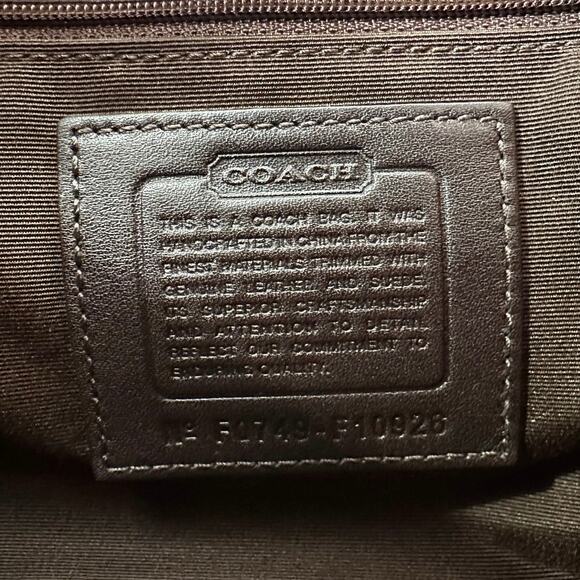 COACH
THIS IS A COACH BAG. IT WAS
HANDCRAFTED IN CHINA FROM THE
FINEST MATERIALS TRIMMED WITH
GENUINE LEATHER AND SUEDE.
ITS SUPERIOR CRAFTSMANSHIP
AND ATTENTION TO DETAIL
REFLECT OUR COMMITMENT TO
ENDURING QUALITY.
Nº F0749-F10926